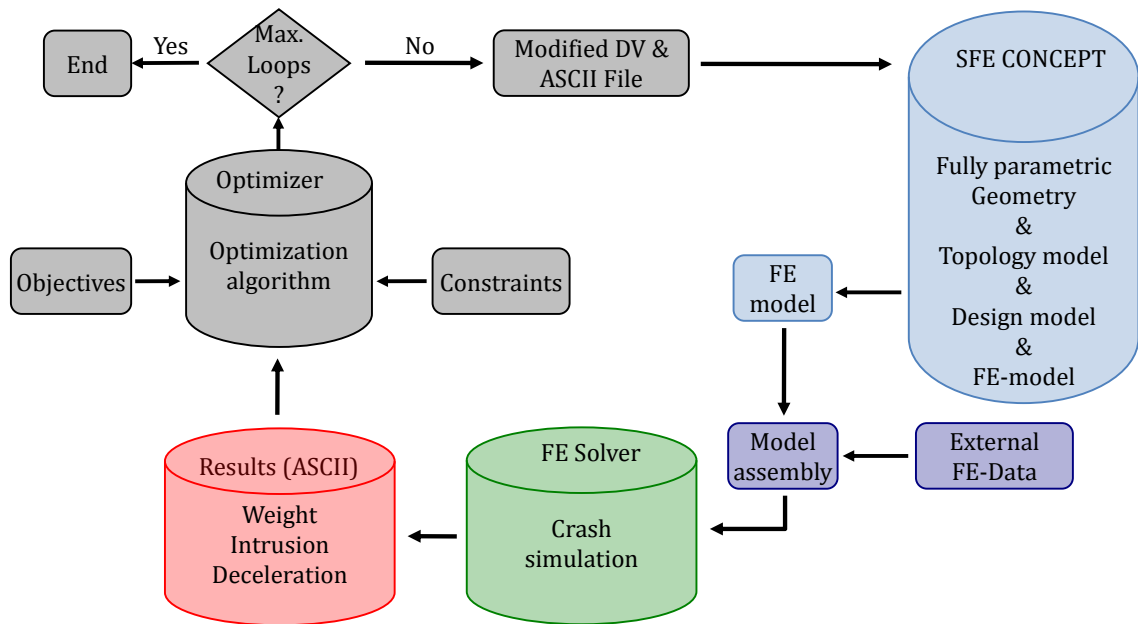 End
Yes
Max.
Loops
?
No
Modified DV &
ASCII File
SFE CONCEPT
Fully parametric
Geometry
&
Topology model
&
Design model
&
FE-model
Optimizer
Optimization
algorithm
Objectives
Constraints
FE
model
Model
assembly
External
FE-Data
FE Solver
Crash
simulation
Results (ASCII)
Weight
Intrusion
Deceleration